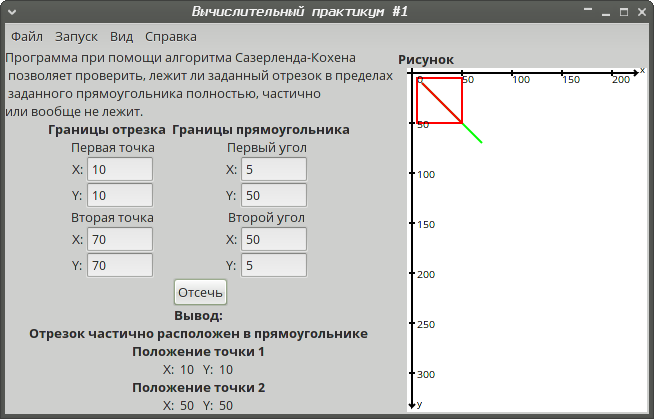 Вычислительный практикум #1
Файл Запуск Вид Справка
Программа при помощи алгоритма Сазерленда-Кохена
позволяет проверить, лежит ли заданный отрезок в пределах
заданного прямоугольника полностью, частично
или вообще не лежит.
Границы отрезка Границы прямоугольника
Первая точка Первый угол
X: 10 X: 5
Y: 10 Y: 50
Вторая точка Второй угол
X: 70 X: 50
Y: 70 Y: 5
Отсечь
Вывод:
Отрезок частично расположен в прямоугольнике
Положение точки 1
X: 10 Y: 10
Положение точки 2
X: 50 Y: 50
Рисунок
x
0 50 100 150 200
50
100
150
200
250
300
y